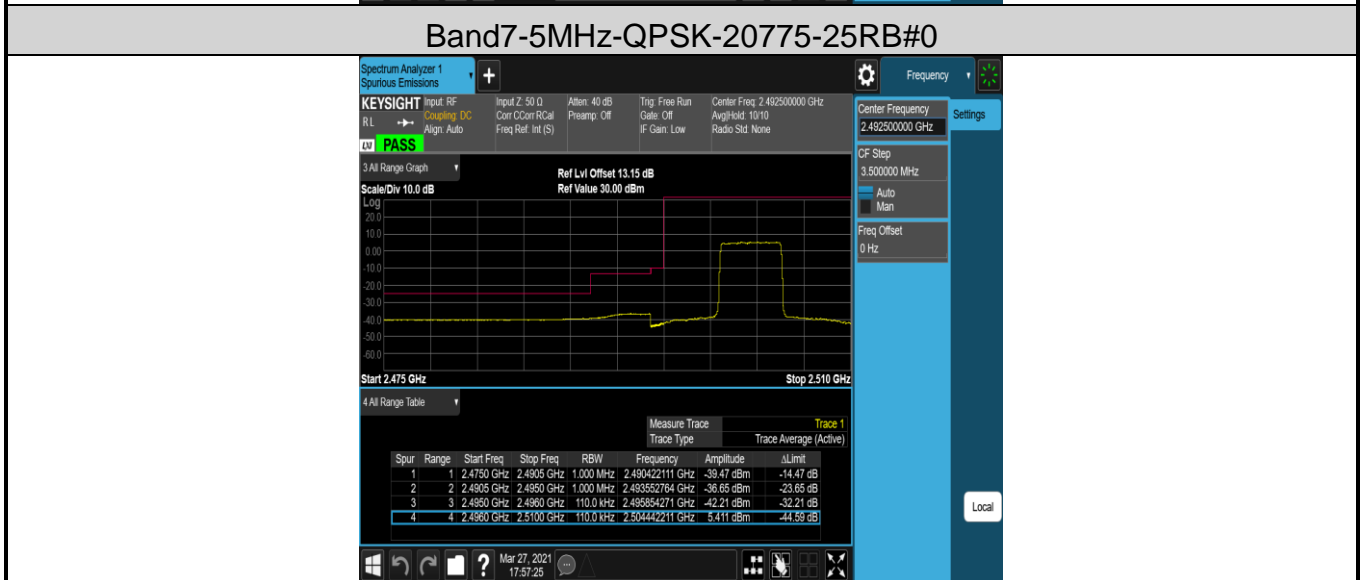 Band7-5MHz-QPSK-20775-25RB#0
Spectrum Analyzer 1
Spurious Emissions
+
Frequency
KEYSIGHT
RL
LXI PASS
Input: RF
Coupling: DC
Align: Auto
Input Z: 50 Ω
Corr CCorr RCal
Freq Ref: Int (S)
Atten: 40 dB
Preamp: Off
Trig: Free Run
Gate: Off
IF Gain: Low
Center Freq: 2.492500000 GHz
Avg|Hold: 10/10
Radio Std: None
Center Frequency
2.492500000 GHz
Settings
CF Step
3.500000 MHz
Auto
Man
Freq Offset
0 Hz
3 All Range Graph
Ref Lvl Offset 13.15 dB
Scale/Div 10.0 dB
Ref Value 30.00 dBm
Log
20.0
10.0
0.00
-10.0
-20.0
-30.0
-40.0
-50.0
-60.0
Start 2.475 GHz
Stop 2.510 GHz
4 All Range Table
Measure Trace Trace 1
Trace Type Trace Average (Active)
Spur Range Start Freq Stop Freq RBW Frequency Amplitude ΔLimit
1 1 2.4750 GHz 2.4905 GHz 1.000 MHz 2.490422111 GHz -39.47 dBm -14.47 dB
2 2 2.4905 GHz 2.4950 GHz 1.000 MHz 2.493552764 GHz -36.65 dBm -23.65 dB
3 3 2.4950 GHz 2.4960 GHz 110.0 kHz 2.495854271 GHz -42.21 dBm -32.21 dB
4 4 2.4960 GHz 2.5100 GHz 110.0 kHz 2.504442211 GHz 5.411 dBm -44.59 dB
Local
?
Mar 27, 2021
17:57:25